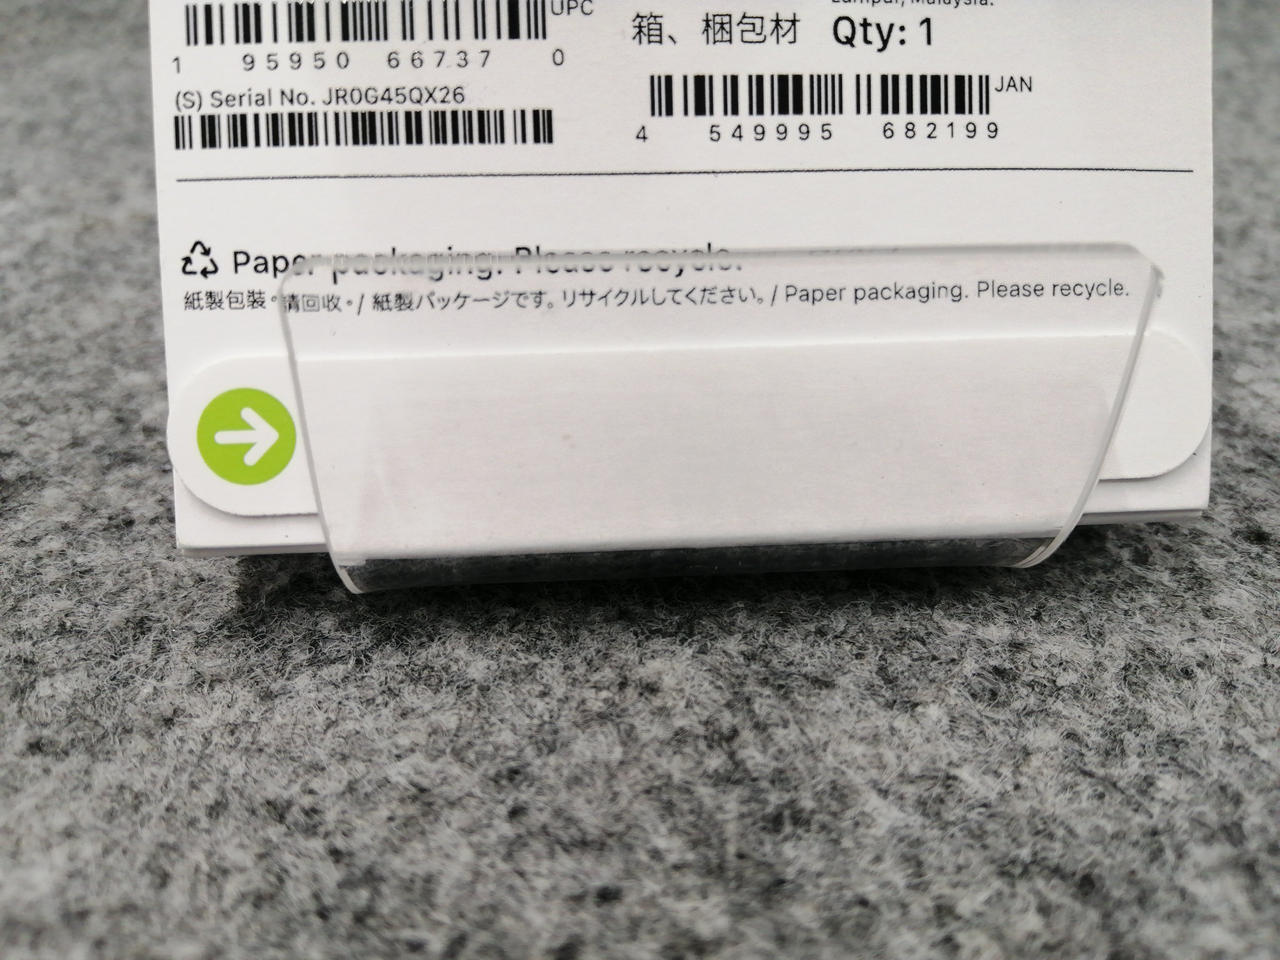 UPC
1 95950 66737 0
(S) Serial No. JR0G45QX26
Lumpur, Malaysia.
箱、梱包材 Qty: 1
JAN
4 549995 682199
Paper packaging. Please recycle.
紙製包裝。請回收。/ 紙製パッケージです。リサイクルしてください。/ Paper packaging. Please recycle.